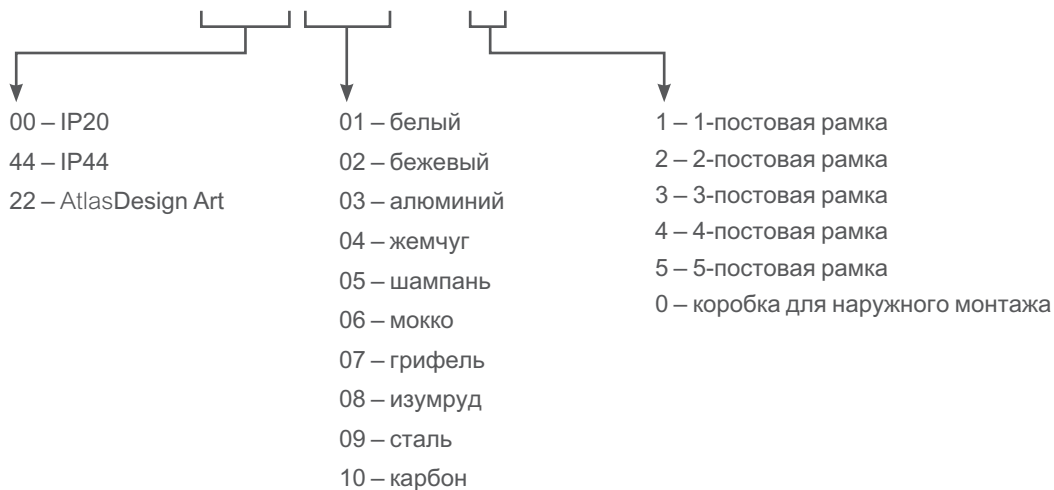 00 – IP20
44 – IP44
22 – AtlasDesign Art
01 – белый
02 – бежевый
03 – алюминий
04 – жемчуг
05 – шампань
06 – мокко
07 – грифель
08 – изумруд
09 – сталь
10 – карбон
1 – 1-постовая рамка
2 – 2-постовая рамка
3 – 3-постовая рамка
4 – 4-постовая рамка
5 – 5-постовая рамка
0 – коробка для наружного монтажа